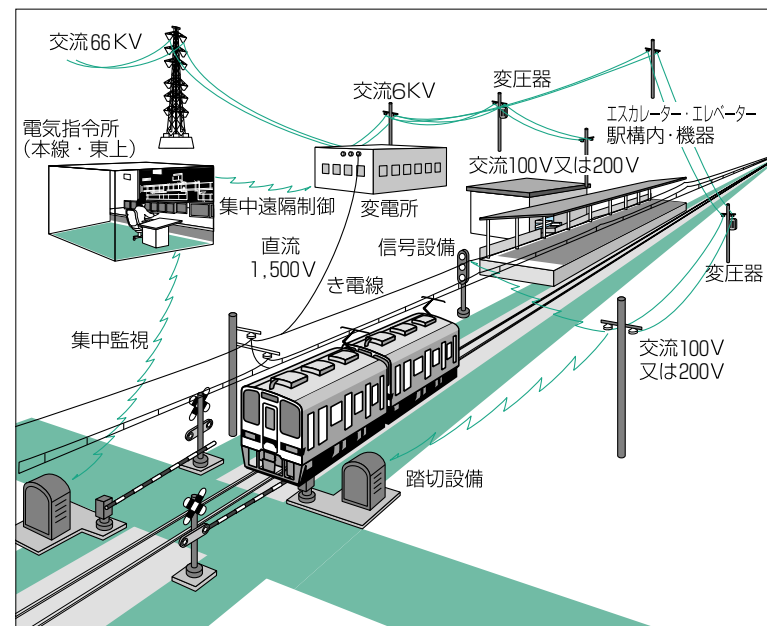 交流66KV
電気指令所
（本線・東上）
集中遠隔制御
変電所
交流6KV
変圧器
エスカレーター・エレベーター
駅構内・機器
交流100V又は200V
直流
1,500V
き電線
信号設備
変圧器
集中監視
交流100V
又は200V
踏切設備